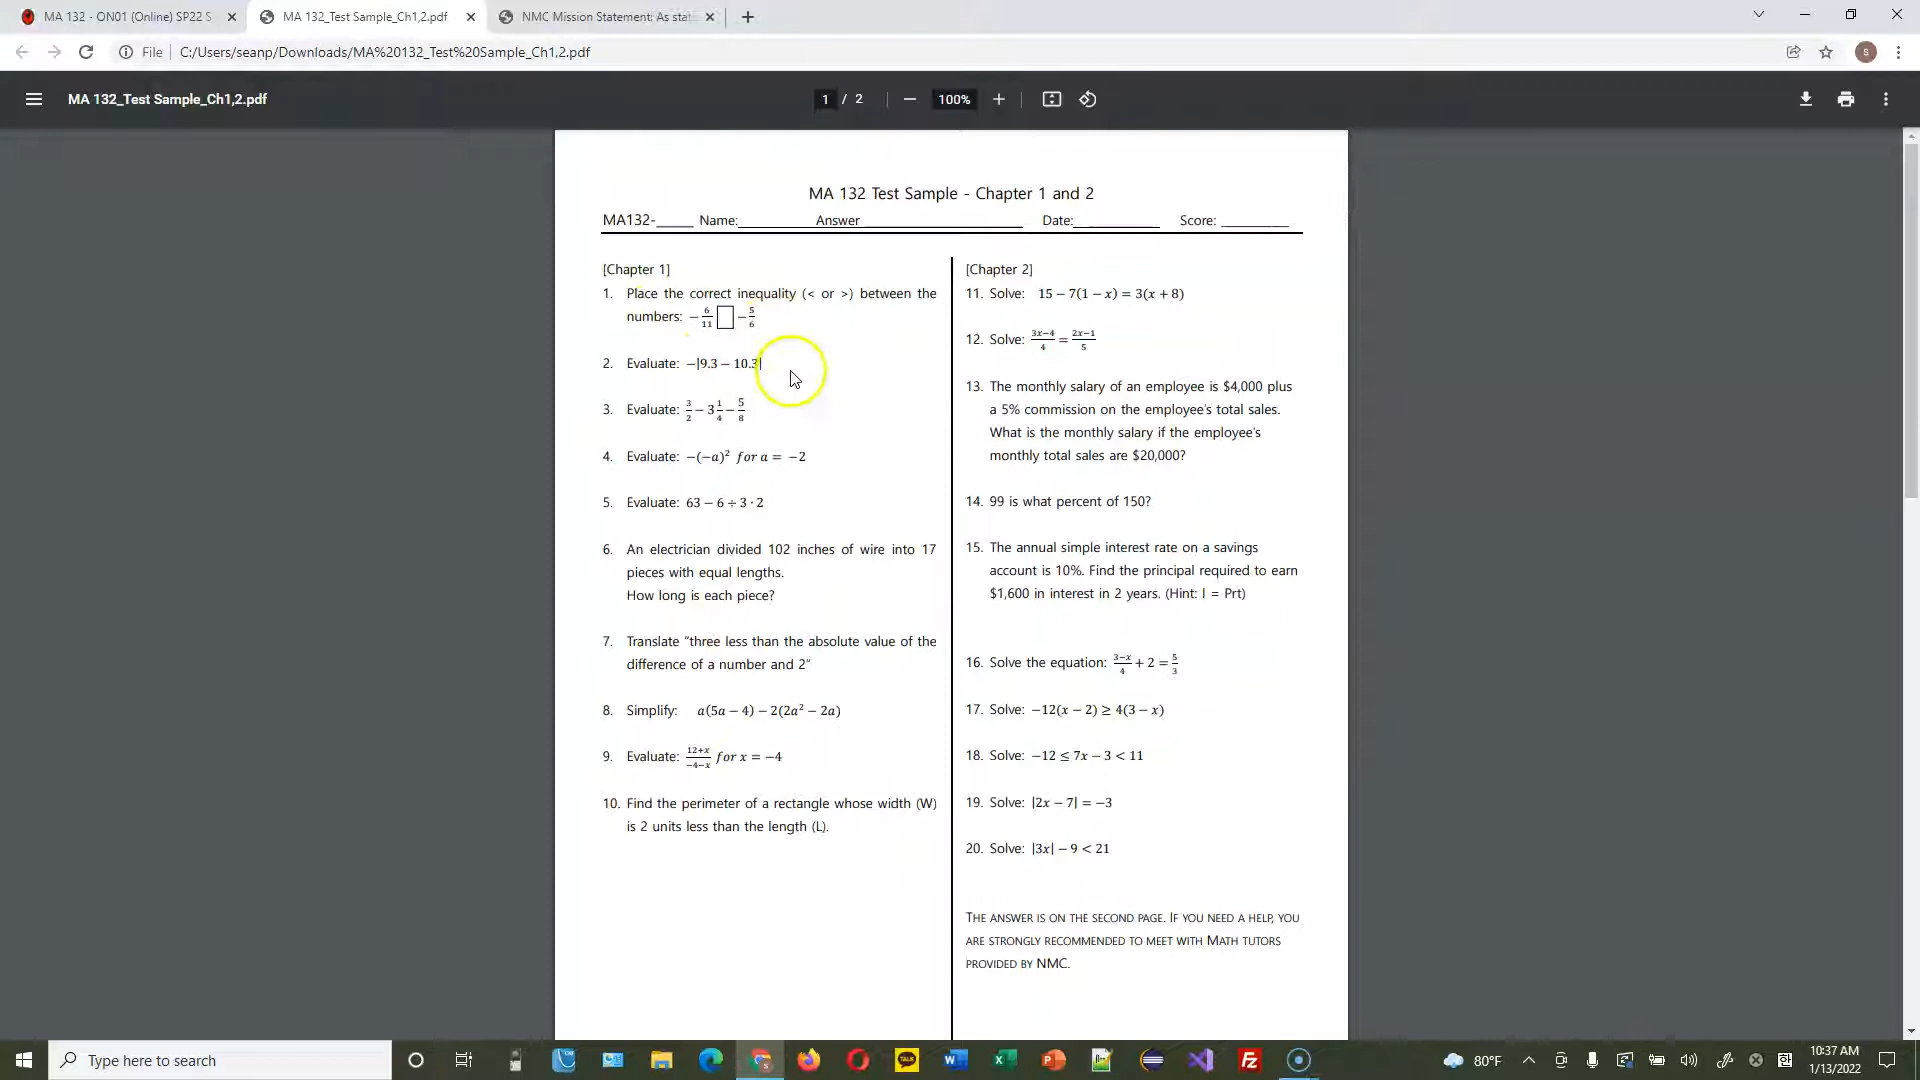 MA 132 - ON01 (Online) SP22 S
MA 132_Test Sample_Ch1,2.pdf
NMC Mission Statement: As stat
File
C:/Users/seanp/Downloads/MA%20132_Test%20Sample_Ch1,2.pdf
S
MA 132_Test Sample_Ch1,2.pdf
1 / 2
100%
MA 132 Test Sample - Chapter 1 and 2
MA132-_____ Name:__________Answer____________________ Date:___________ Score: _________
[Chapter 1]
1. Place the correct inequality (< or >) between the
numbers: −6/11 □ −5/6
2. Evaluate: −|9.3 − 10.3|
3. Evaluate: 3/2 − 3 1/4 − 5/8
4. Evaluate: −(−a)² for a = −2
5. Evaluate: 63 − 6 ÷ 3 · 2
6. An electrician divided 102 inches of wire into 17
pieces with equal lengths.
How long is each piece?
7. Translate "three less than the absolute value of the
difference of a number and 2"
8. Simplify: a(5a − 4) − 2(2a² − 2a)
9. Evaluate: 12+x/−4−x for x = −4
10. Find the perimeter of a rectangle whose width (W)
is 2 units less than the length (L).
[Chapter 2]
11. Solve: 15 − 7(1 − x) = 3(x + 8)
12. Solve: 3x−4/4 = 2x−1/5
13. The monthly salary of an employee is $4,000 plus
a 5% commission on the employee's total sales.
What is the monthly salary if the employee's
monthly total sales are $20,000?
14. 99 is what percent of 150?
15. The annual simple interest rate on a savings
account is 10%. Find the principal required to earn
$1,600 in interest in 2 years. (Hint: I = Prt)
16. Solve the equation: 3−x/4 + 2 = 5/3
17. Solve: −12(x − 2) ≥ 4(3 − x)
18. Solve: −12 ≤ 7x − 3 < 11
19. Solve: |2x − 7| = −3
20. Solve: |3x| − 9 < 21
THE ANSWER IS ON THE SECOND PAGE. IF YOU NEED A HELP, YOU
ARE STRONGLY RECOMMENDED TO MEET WITH MATH TUTORS
PROVIDED BY NMC.
Type here to search
TALK
80°F
10:37 AM
1/13/2022